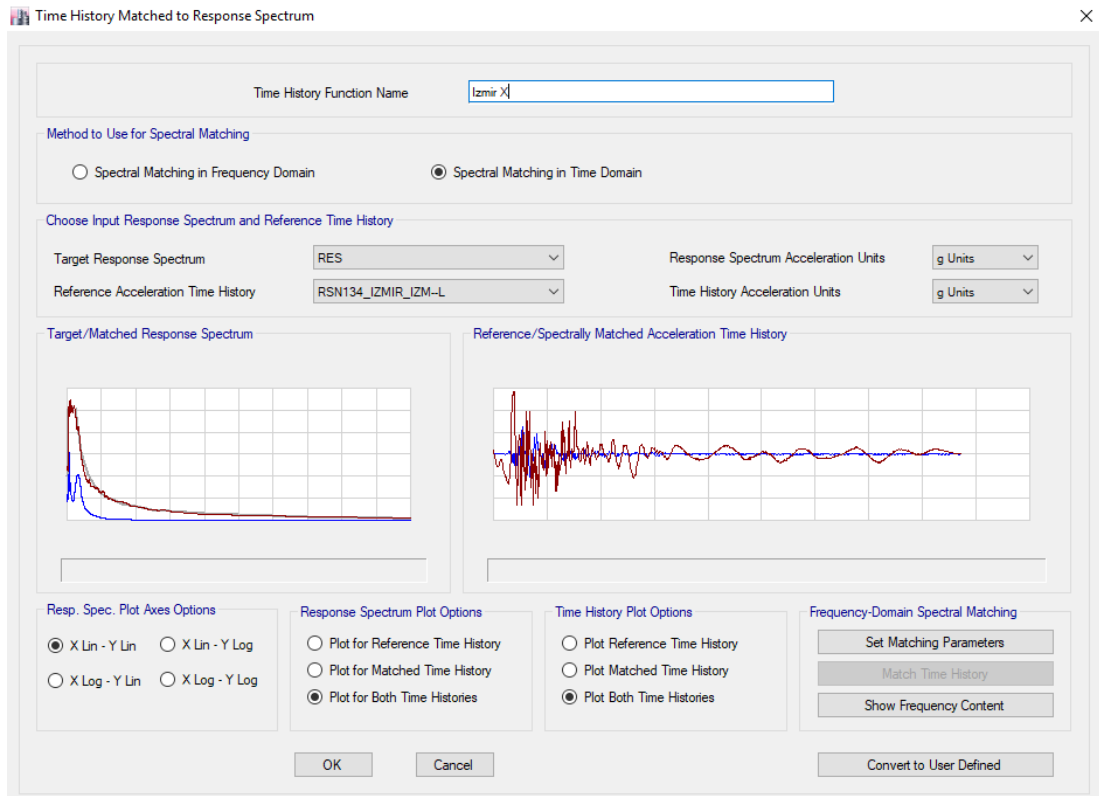 Time History Matched to Response Spectrum
Time History Function Name
Izmir X
Method to Use for Spectral Matching
Spectral Matching in Frequency Domain
Spectral Matching in Time Domain
Choose Input Response Spectrum and Reference Time History
Target Response Spectrum
RES
Response Spectrum Acceleration Units
g Units
Reference Acceleration Time History
RSN134_IZMIR_IZM--L
Time History Acceleration Units
g Units
Target/Matched Response Spectrum
Reference/Spectrally Matched Acceleration Time History
Resp. Spec. Plot Axes Options
X Lin - Y Lin
X Lin - Y Log
X Log - Y Lin
X Log - Y Log
Response Spectrum Plot Options
Plot for Reference Time History
Plot for Matched Time History
Plot for Both Time Histories
Time History Plot Options
Plot Reference Time History
Plot Matched Time History
Plot Both Time Histories
Frequency-Domain Spectral Matching
Set Matching Parameters
Match Time History
Show Frequency Content
OK
Cancel
Convert to User Defined